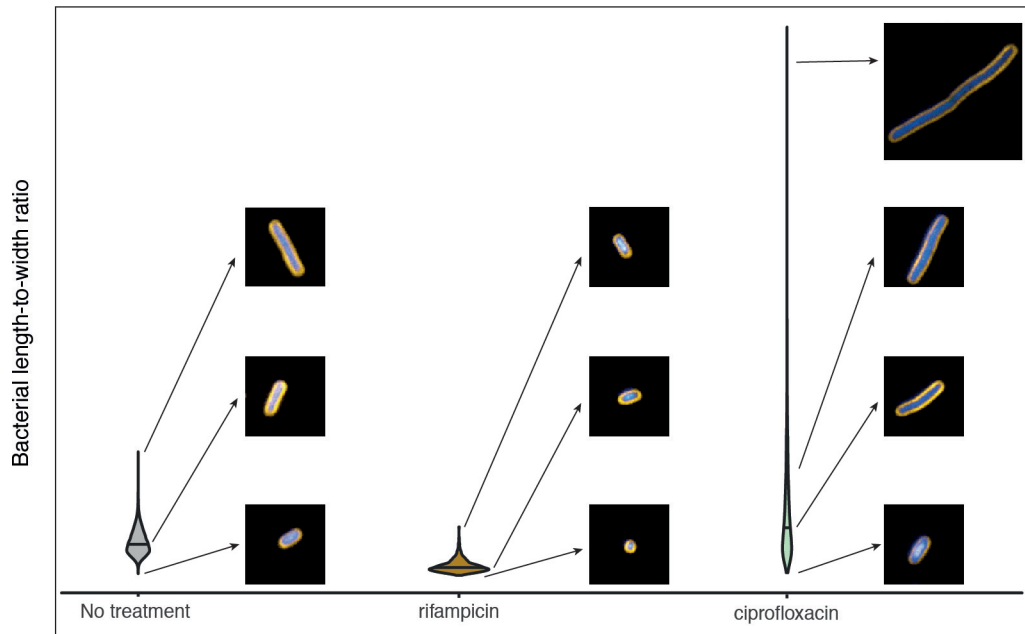 Bacterial length-to-width ratio
No treatment
rifampicin
ciprofloxacin